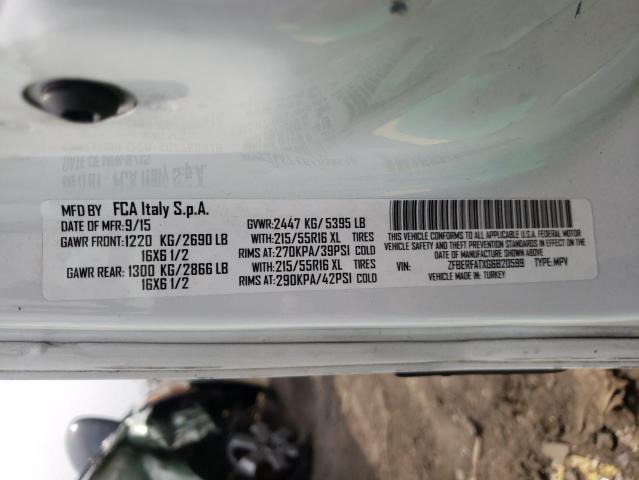 MFD BY FCA Italy S.p.A.
DATE OF MFR:9/15 GVWR:2447 KG/5395 LB
GAWR FRONT:1220 KG/2690 LB WITH:215/55R16 XL TIRES
16X6 1/2 RIMS AT:270KPA/39PSI COLD
GAWR REAR:1300 KG/2866 LB WITH:215/55R16 XL TIRES
16X6 1/2 RIMS AT:290KPA/42PSI COLD
THIS VEHICLE CONFORMS TO ALL APPLICABLE U.S.A. FEDERAL MOTOR
VEHICLE SAFETY, BUMPER, AND THEFT PREVENTION STANDARDS IN EFFECT ON THE
DATE OF MANUFACTURE SHOWN ABOVE.
VIN: ZFBERFATXG6B20599 TYPE:MPV
VEHICLE MADE IN: TURKEY